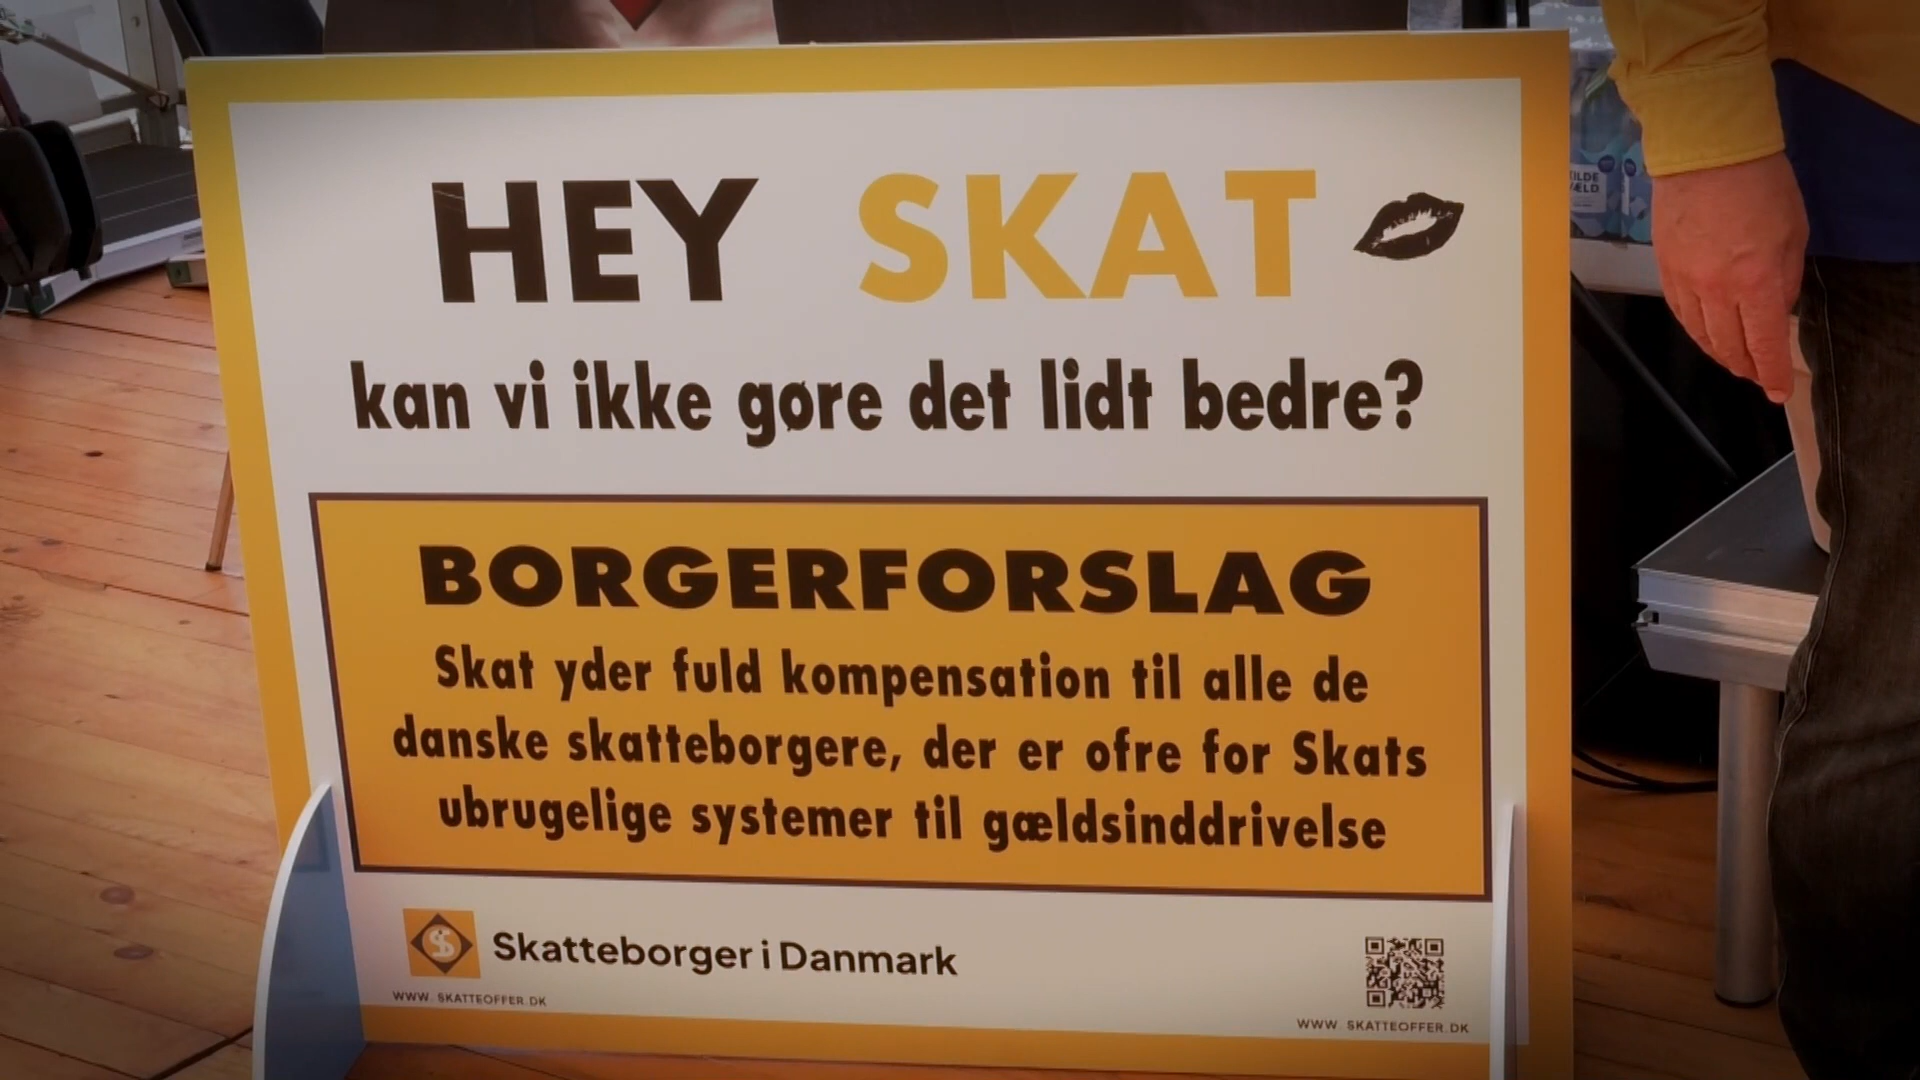 HEY SKAT
kan vi ikke gøre det lidt bedre?
BORGERFORSLAG
Skat yder fuld kompensation til alle de
danske skatteborgere, der er ofre for Skats
ubrugelige systemer til gældsinddrivelse
Skatteborger i Danmark
WWW. SKATTEOFFER.DK
WWW. SKATTEOFFER.DK